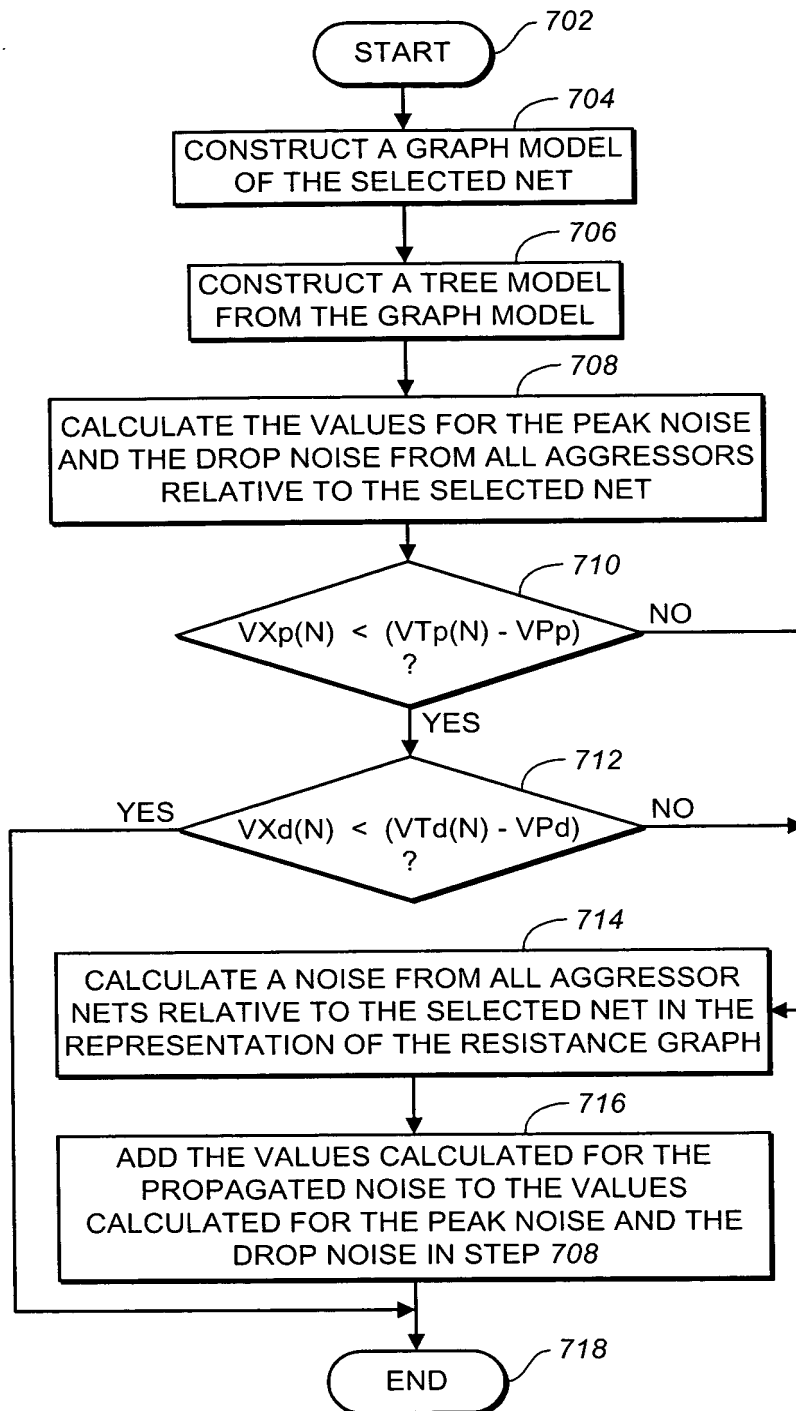 702
START
704
CONSTRUCT A GRAPH MODEL
OF THE SELECTED NET
706
CONSTRUCT A TREE MODEL
FROM THE GRAPH MODEL
708
CALCULATE THE VALUES FOR THE PEAK NOISE
AND THE DROP NOISE FROM ALL AGGRESSORS
RELATIVE TO THE SELECTED NET
710
VXp(N) < (VTp(N) - VPp)
?
NO
YES
712
YES
VXd(N) < (VTd(N) - VPd)
?
NO
714
CALCULATE A NOISE FROM ALL AGGRESSOR
NETS RELATIVE TO THE SELECTED NET IN THE
REPRESENTATION OF THE RESISTANCE GRAPH
716
ADD THE VALUES CALCULATED FOR THE
PROPAGATED NOISE TO THE VALUES
CALCULATED FOR THE PEAK NOISE AND THE
DROP NOISE IN STEP 708
END
718